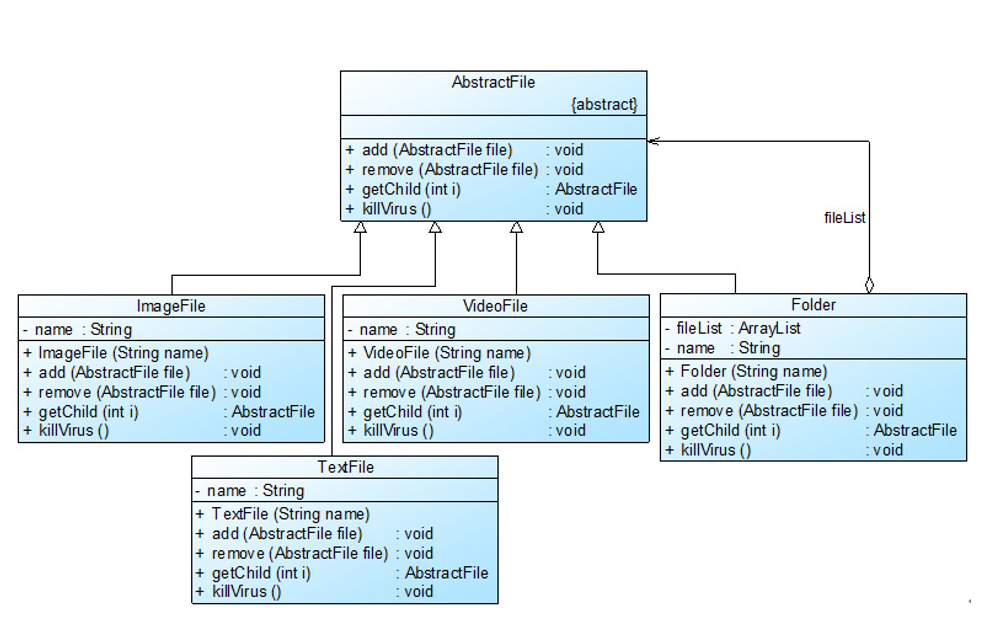 AbstractFile
{abstract}
+ add (AbstractFile file) : void
+ remove (AbstractFile file) : void
+ getChild (int i) : AbstractFile
+ killVirus () : void
fileList
ImageFile
- name : String
+ ImageFile (String name)
+ add (AbstractFile file) : void
+ remove (AbstractFile file) : void
+ getChild (int i) : AbstractFile
+ killVirus () : void
VideoFile
- name : String
+ VideoFile (String name)
+ add (AbstractFile file) : void
+ remove (AbstractFile file) : void
+ getChild (int i) : AbstractFile
+ killVirus () : void
Folder
- fileList : ArrayList
- name : String
+ Folder (String name)
+ add (AbstractFile file) : void
+ remove (AbstractFile file) : void
+ getChild (int i) : AbstractFile
+ killVirus () : void
TextFile
- name : String
+ TextFile (String name)
+ add (AbstractFile file) : void
+ remove (AbstractFile file) : void
+ getChild (int i) : AbstractFile
+ killVirus () : void